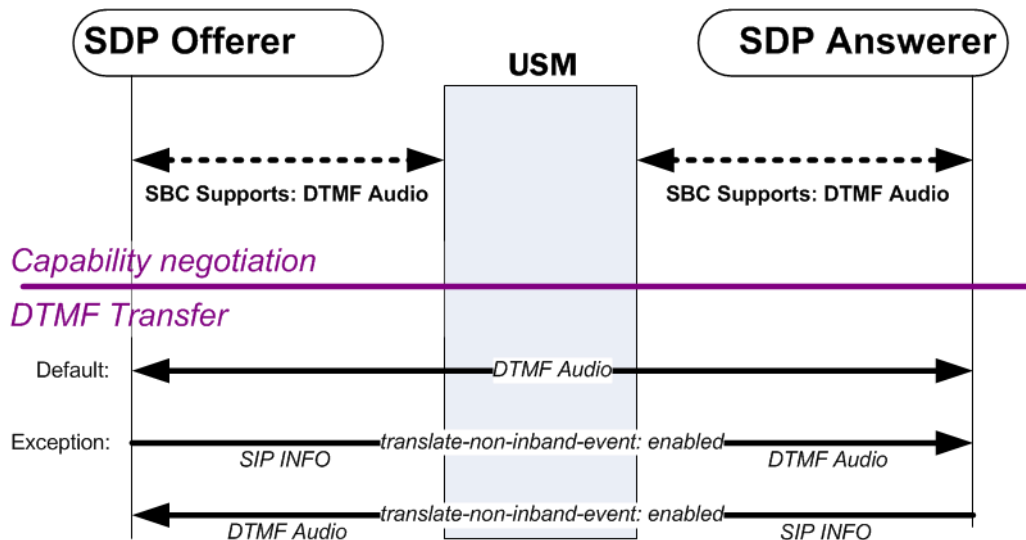 SDP Offerer
USM
SDP Answerer
SBC Supports: DTMF Audio
SBC Supports: DTMF Audio
Capability negotiation
DTMF Transfer
Default:
DTMF Audio
Exception:
translate-non-inband-event: enabled
SIP INFO
DTMF Audio
translate-non-inband-event: enabled
DTMF Audio
SIP INFO